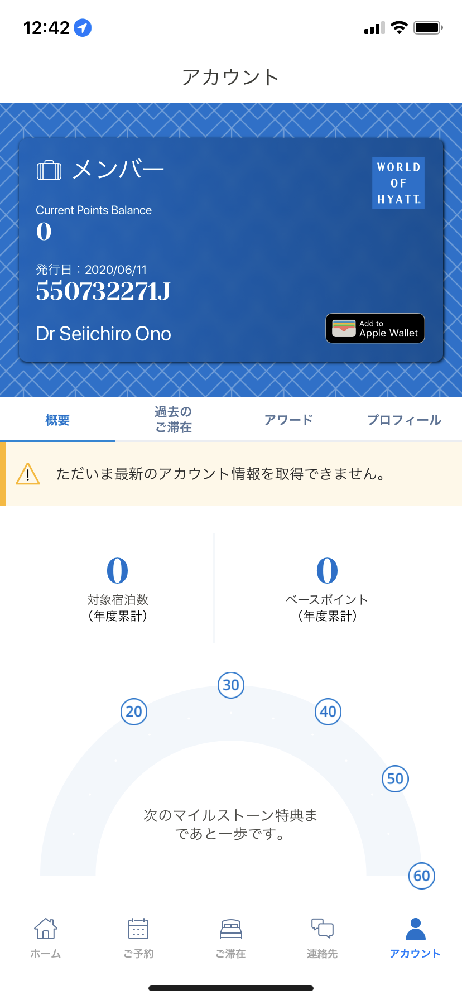 12:42
アカウント
メンバー
WORLD
OF
HYATT®
Current Points Balance
0
発行日：2020/06/11
550732271J
Dr Seiichiro Ono
Add to
Apple Wallet
概要
過去の
ご滞在
アワード
プロフィール
ただいま最新のアカウント情報を取得できません。
0
対象宿泊数
（年度累計）
0
ベースポイント
（年度累計）
20
30
40
50
60
次のマイルストーン特典ま
であと一歩です。
ホーム
ご予約
ご滞在
連絡先
アカウント